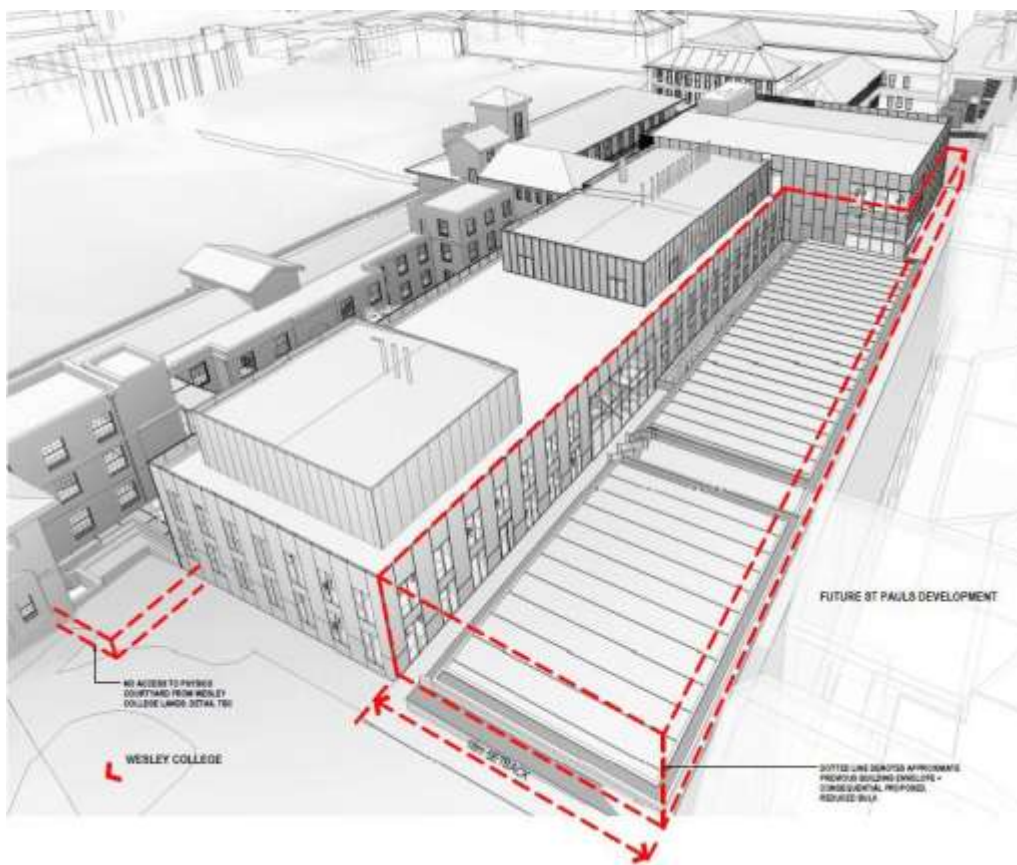 FUTURE ST PAULS DEVELOPMENT
NO ACCESS TO PHYSICS
COURTYARD FROM WESLEY
COLLEGE LANDS. DETAIL TBC
WESLEY COLLEGE
SETBACK
DOTTED LINE DENOTES APPROXIMATE
PREVIOUS BUILDING ENVELOPE +
CONSEQUENTIAL PROPOSED
REDUCED BULK